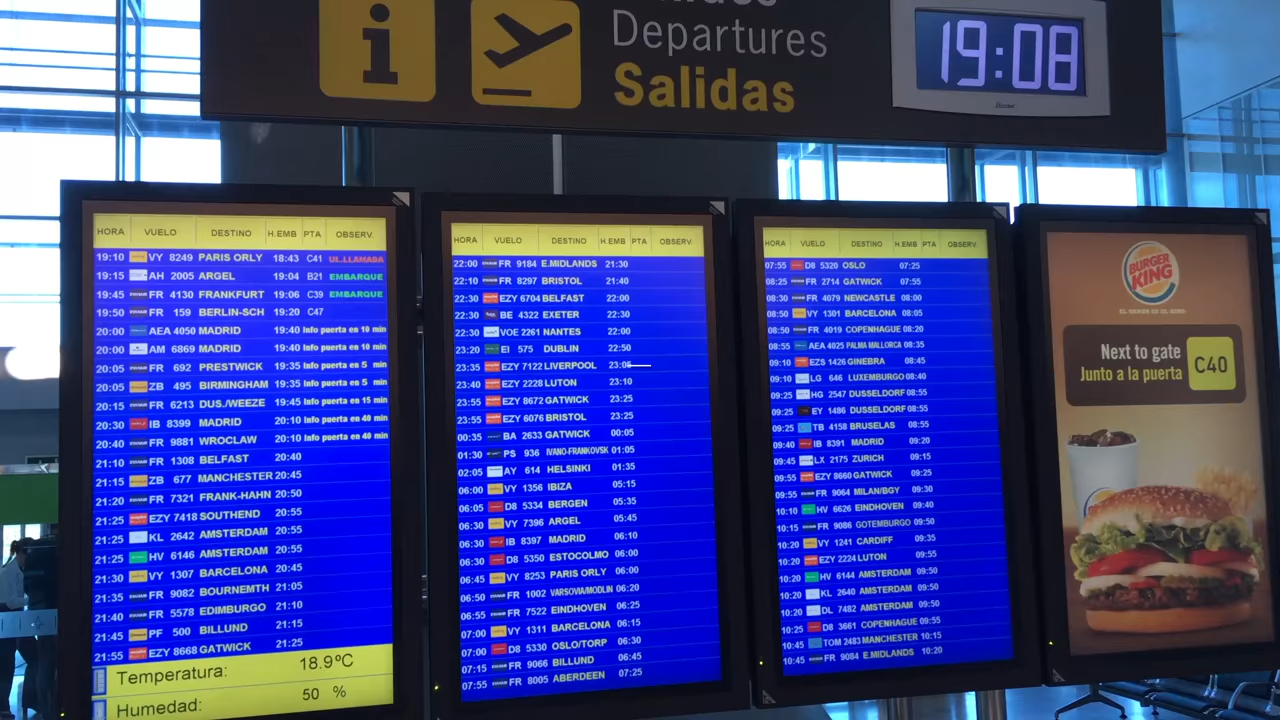 Departures
Salidas
19:08
HORA VUELO DESTINO H.EMB PTA OBSERV.
19:10 VY 8249 PARIS ORLY 18:43 C41 UL.LLAMADA
19:15 AH 2005 ARGEL 19:04 B21 EMBARQUE
19:45 FR 4130 FRANKFURT 19:06 C39 EMBARQUE
19:50 FR 159 BERLIN-SCH 19:20 C47
20:00 AEA 4050 MADRID 19:40 Info puerta en 10 min
20:00 AM 6869 MADRID 19:40 Info puerta en 10 min
20:05 FR 692 PRESTWICK 19:35 Info puerta en 5 min
20:05 ZB 495 BIRMINGHAM 19:35 Info puerta en 5 min
20:15 FR 6213 DUS./WEEZE 19:45 Info puerta en 15 min
20:30 IB 8399 MADRID 20:10 Info puerta en 40 min
20:40 FR 9881 WROCLAW 20:10 Info puerta en 40 min
21:10 FR 1308 BELFAST 20:40
21:15 ZB 677 MANCHESTER 20:45
21:20 FR 7321 FRANK-HAHN 20:50
21:25 EZY 7418 SOUTHEND 20:55
21:25 KL 2642 AMSTERDAM 20:55
21:25 HV 6146 AMSTERDAM 20:55
21:30 VY 1307 BARCELONA 20:45
21:35 FR 9082 BOURNEMTH 21:05
21:40 FR 5578 EDIMBURGO 21:10
21:45 PF 500 BILLUND 21:15
21:55 EZY 8668 GATWICK 21:25
Temperatura: 18.9ºC
Humedad: 50 %
HORA VUELO DESTINO H.EMB PTA OBSERV.
22:00 FR 9184 E.MIDLANDS 21:30
22:10 FR 8297 BRISTOL 21:40
22:30 EZY 6704 BELFAST 22:00
22:30 BE 4322 EXETER 22:30
22:30 VOE 2261 NANTES 22:00
23:20 EI 575 DUBLIN 22:50
23:35 EZY 7122 LIVERPOOL 23:05
23:40 EZY 2228 LUTON 23:10
23:55 EZY 8672 GATWICK 23:25
23:55 EZY 6076 BRISTOL 23:25
00:35 BA 2633 GATWICK 00:05
01:30 PS 936 IVANO-FRANKOVSK 01:05
02:05 AY 614 HELSINKI 01:35
06:00 VY 1356 IBIZA 05:15
06:05 D8 5334 BERGEN 05:35
06:30 VY 7396 ARGEL 05:45
06:30 IB 8397 MADRID 06:10
06:30 D8 5350 ESTOCOLMO 06:00
06:45 VY 8253 PARIS ORLY 06:00
06:50 FR 1002 VARSOVIA/MODLIN 06:20
06:55 FR 7522 EINDHOVEN 06:25
07:00 VY 1311 BARCELONA 06:15
07:00 D8 5330 OSLO/TORP 06:30
07:15 FR 9066 BILLUND 06:45
07:55 FR 8005 ABERDEEN 07:25
HORA VUELO DESTINO H.EMB PTA OBSERV.
07:55 D8 5320 OSLO 07:25
08:25 FR 2714 GATWICK 07:55
08:30 FR 4079 NEWCASTLE 08:00
08:50 VY 1301 BARCELONA 08:05
08:50 FR 4019 COPENHAGUE 08:20
08:55 AEA 4025 PALMA MALLORCA 08:35
09:10 EZS 1426 GINEBRA 08:45
09:10 LG 646 LUXEMBURGO 08:40
09:25 HG 2547 DUSSELDORF 08:55
09:25 EY 1486 DUSSELDORF 08:55
09:25 TB 4158 BRUSELAS 08:55
09:40 IB 8391 MADRID 09:20
09:45 LX 2175 ZURICH 09:15
09:55 EZY 8660 GATWICK 09:25
09:55 FR 9064 MILAN/BGY 09:30
10:10 HV 6626 EINDHOVEN 09:40
10:15 FR 9086 GOTEMBURGO 09:50
10:20 VY 1241 CARDIFF 09:35
10:20 EZY 2224 LUTON 09:55
10:20 HV 6144 AMSTERDAM 09:50
10:20 KL 2640 AMSTERDAM 09:50
10:20 DL 7482 AMSTERDAM 09:50
10:25 D8 3661 COPENHAGUE 09:55
10:45 TOM 2483 MANCHESTER 10:15
10:45 FR 9084 E.MIDLANDS 10:20
BURGER KING
Next to gate
Junto a la puerta
C40